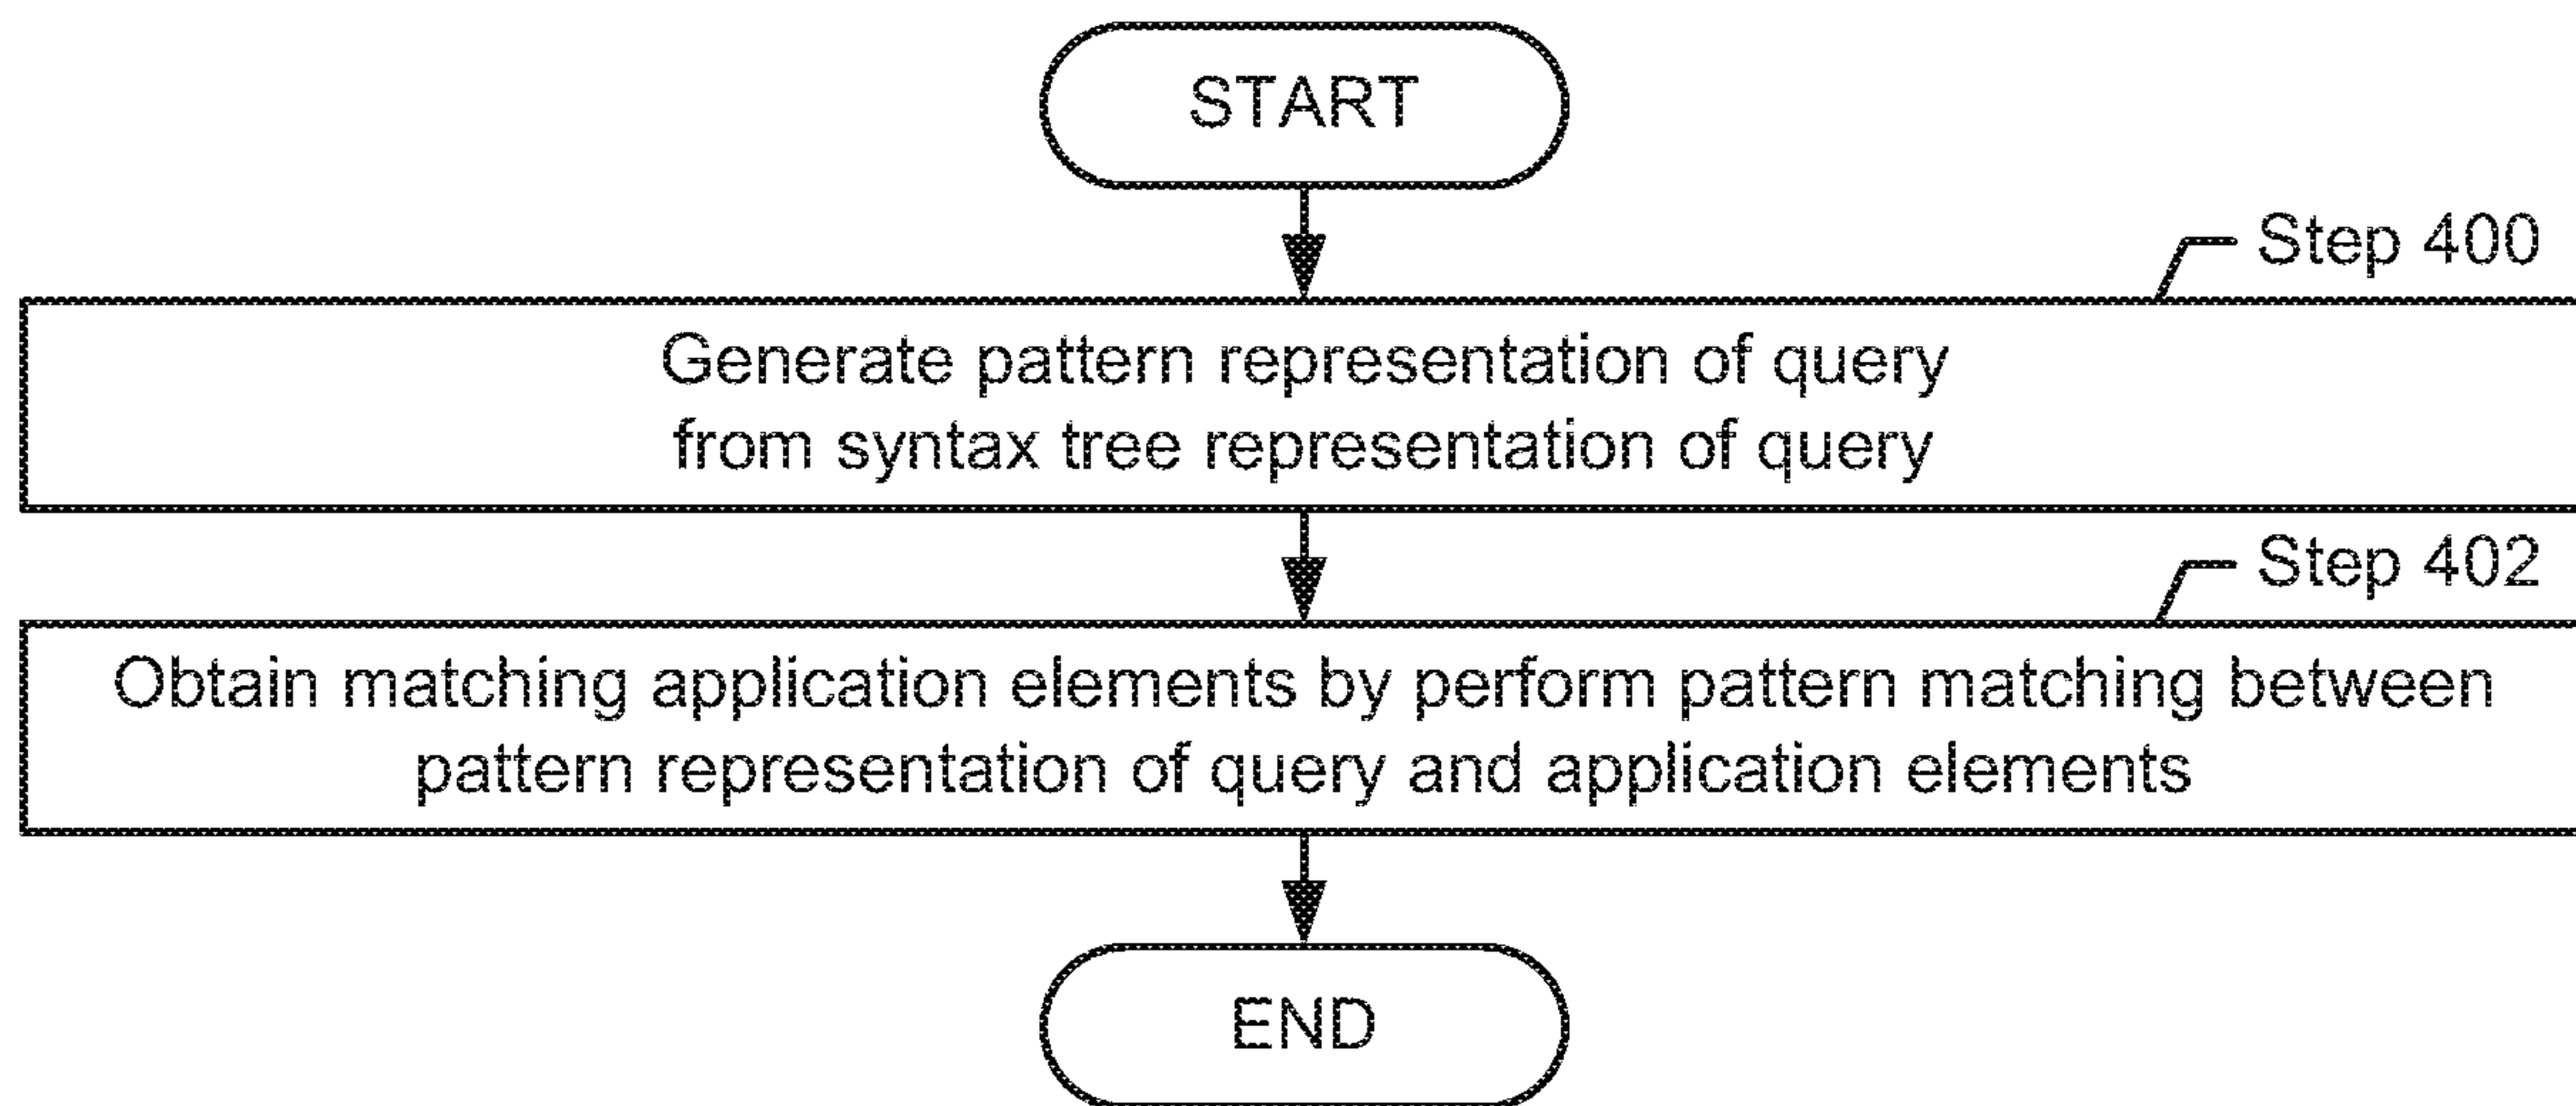 START
Step 400
Generate pattern representation of query
from syntax tree representation of query
Step 402
Obtain matching application elements by perform pattern matching between
pattern representation of query and application elements
END